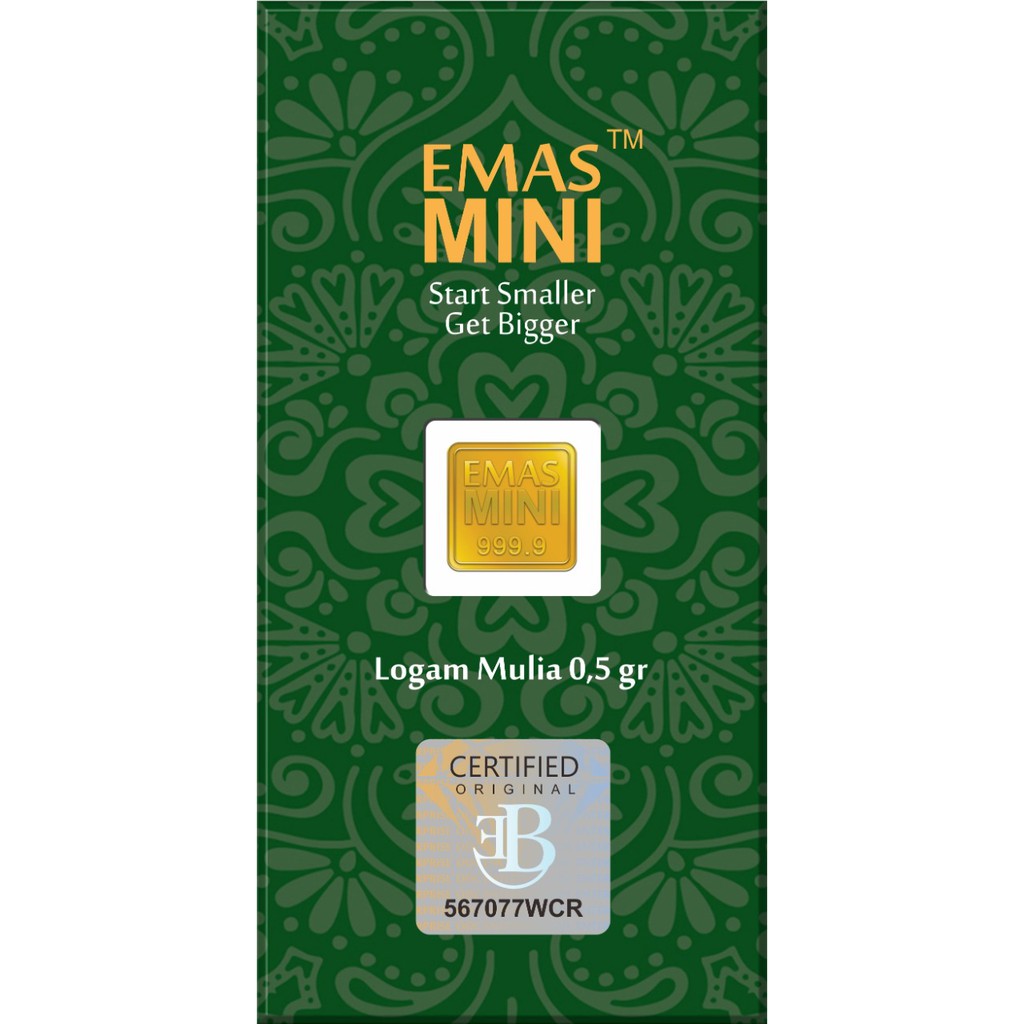 EMAS™
MINI
Start Smaller
Get Bigger
EMAS
MINI
999.9
Logam Mulia 0,5 gr
CERTIFIED
ORIGINAL
EB
567077WCR